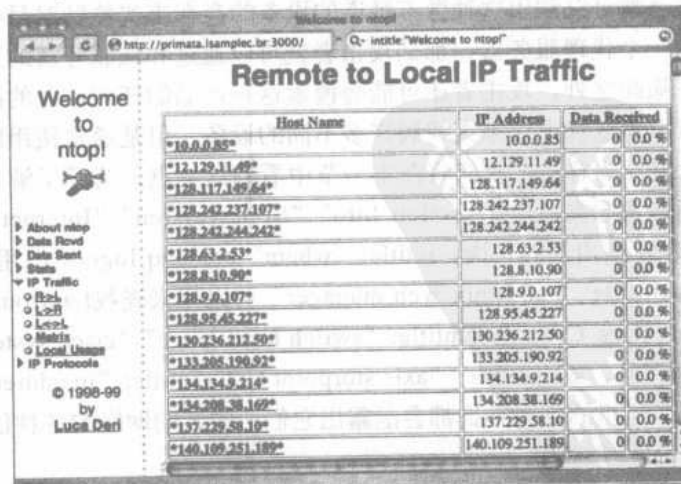 Welcome to ntop!
http://primata.lsamplec.br:3000/
intitle:"Welcome to ntop!"
Welcome
to
ntop!
About ntop
Data Rcvd
Data Sent
Stats
IP Traffic
R->L
L->R
L<->L
Matrix
Local Usage
IP Protocols
© 1998-99
by
Luca Deri
Remote to Local IP Traffic
Host Name IP Address Data Received
*10.0.0.85* 10.0.0.85 0 0.0 %
*12.129.11.49* 12.129.11.49 0 0.0 %
*128.117.149.64* 128.117.149.64 0 0.0 %
*128.242.237.107* 128.242.237.107 0 0.0 %
*128.242.244.242* 128.242.244.242 0 0.0 %
*128.63.2.53* 128.63.2.53 0 0.0 %
*128.8.10.90* 128.8.10.90 0 0.0 %
*128.9.0.107* 128.9.0.107 0 0.0 %
*128.95.45.227* 128.95.45.227 0 0.0 %
*130.236.212.50* 130.236.212.50 0 0.0 %
*133.205.190.92* 133.205.190.92 0 0.0 %
*134.134.9.214* 134.134.9.214 0 0.0 %
*134.208.38.169* 134.208.38.169 0 0.0 %
*137.229.58.10* 137.229.58.10 0 0.0 %
*140.109.251.189* 140.109.251.189 0 0.0 %